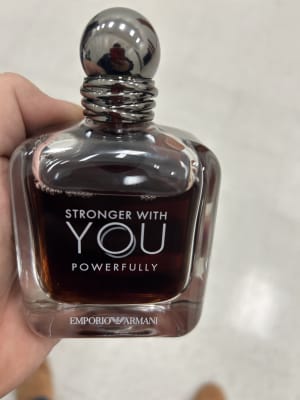 STRONGER WITH
YOU
POWERFULLY
EMPORIO ARMANI